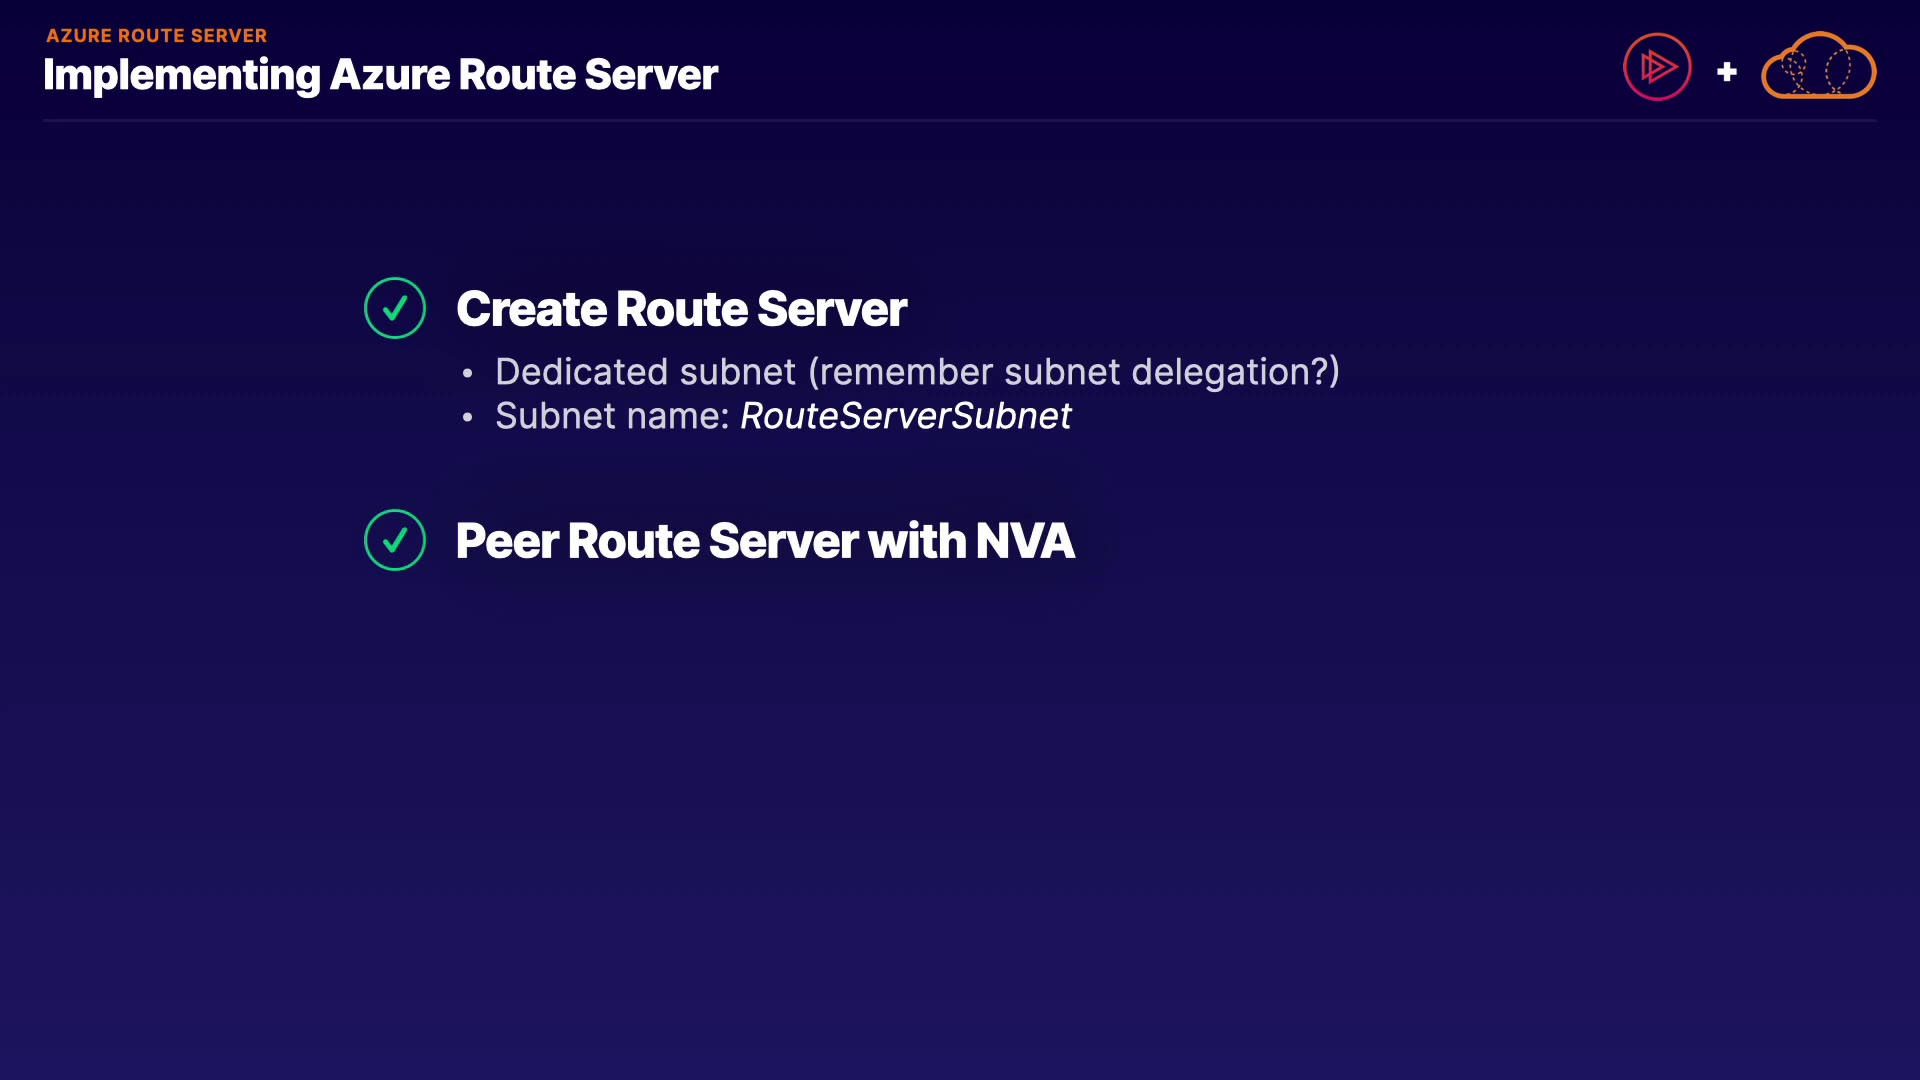 AZURE ROUTE SERVER
Implementing Azure Route Server
+
Create Route Server
• Dedicated subnet (remember subnet delegation?)
• Subnet name: RouteServerSubnet
Peer Route Server with NVA